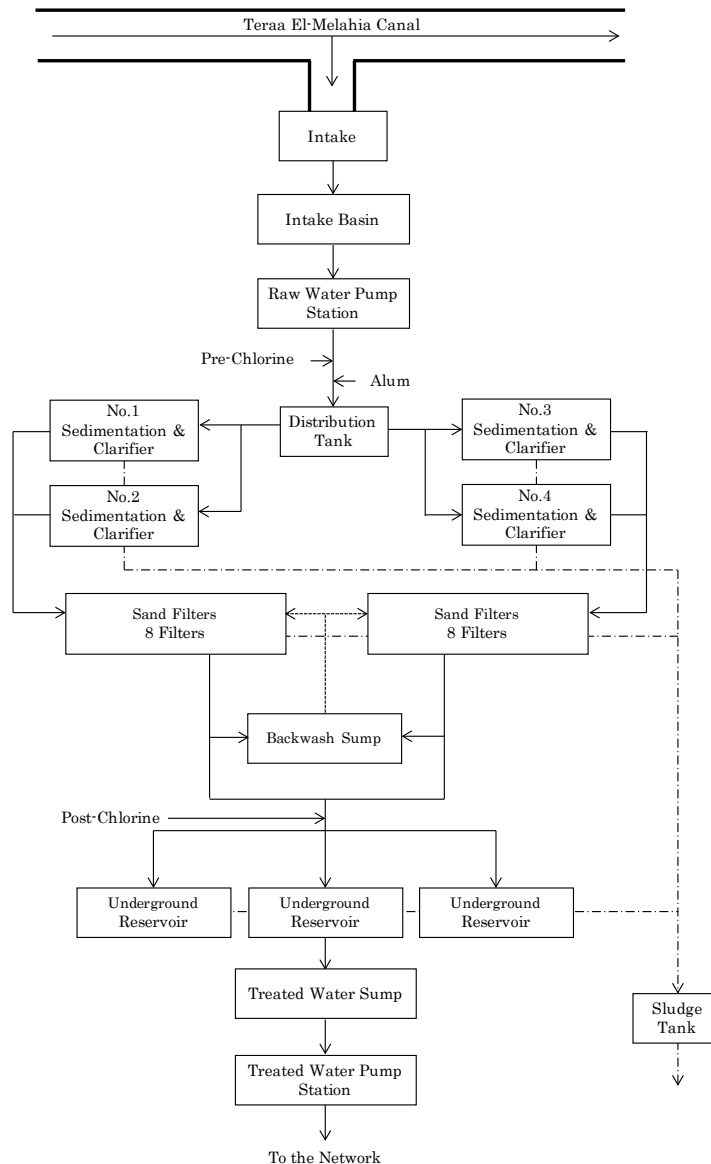 Teraa El-Melahia Canal
Intake
Intake Basin
Raw Water Pump
Station
Pre-Chlorine
Alum
No.1
Sedimentation &
Clarifier
Distribution
Tank
No.3
Sedimentation &
Clarifier
No.2
Sedimentation &
Clarifier
No.4
Sedimentation &
Clarifier
Sand Filters
8 Filters
Sand Filters
8 Filters
Backwash Sump
Post-Chlorine
Underground
Reservoir
Underground
Reservoir
Underground
Reservoir
Treated Water Sump
Sludge
Tank
Treated Water Pump
Station
To the Network